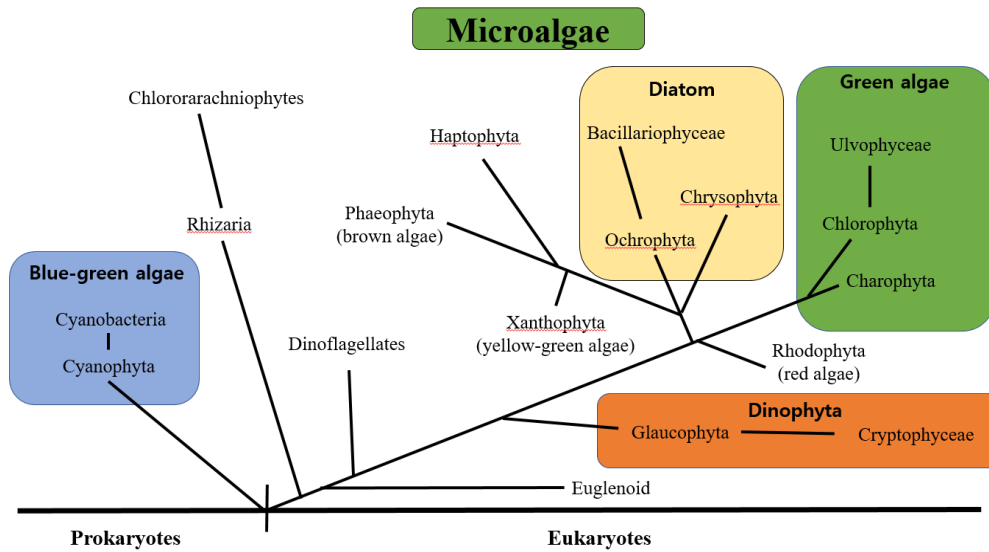 Microalgae
Chlororarachniophytes
Rhizaria
Blue-green algae
Cyanobacteria
Cyanophyta
Dinoflagellates
Haptophyta
Phaeophyta
(brown algae)
Xanthophyta
(yellow-green algae)
Diatom
Bacillariophyceae
Chrysophyta
Ochrophyta
Green algae
Ulvophyceae
Chlorophyta
Charophyta
Rhodophyta
(red algae)
Dinophyta
Glaucophyta
Cryptophyceae
Euglenoid
Prokaryotes
Eukaryotes